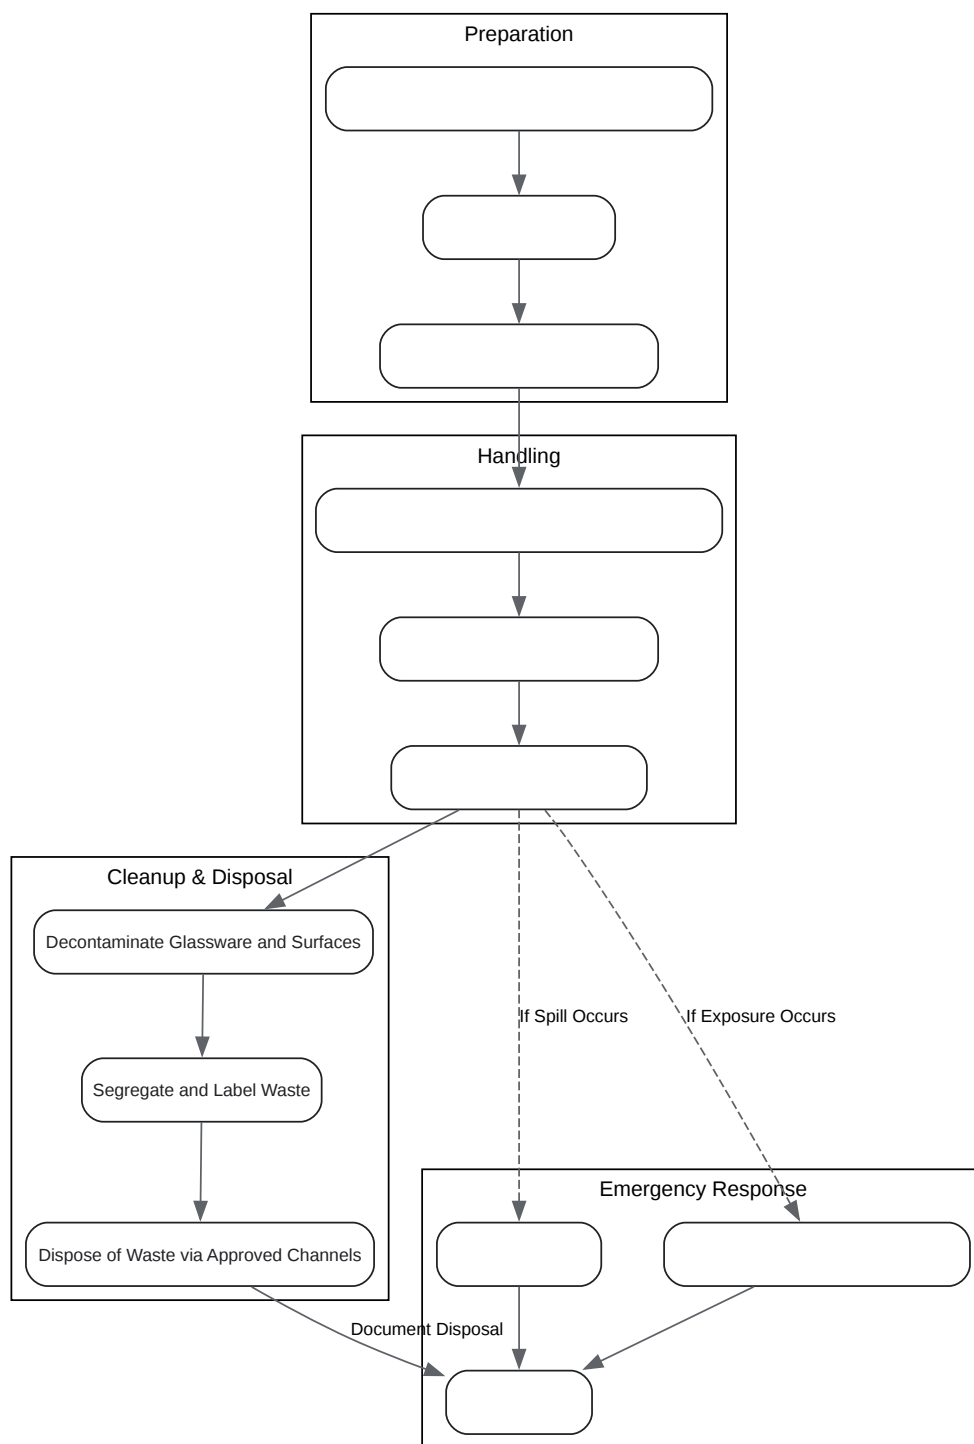 Preparation
Handling
Cleanup & Disposal
Decontaminate Glassware and Surfaces
If Spill Occurs
If Exposure Occurs
Segregate and Label Waste
Emergency Response
Dispose of Waste via Approved Channels
Document Disposal